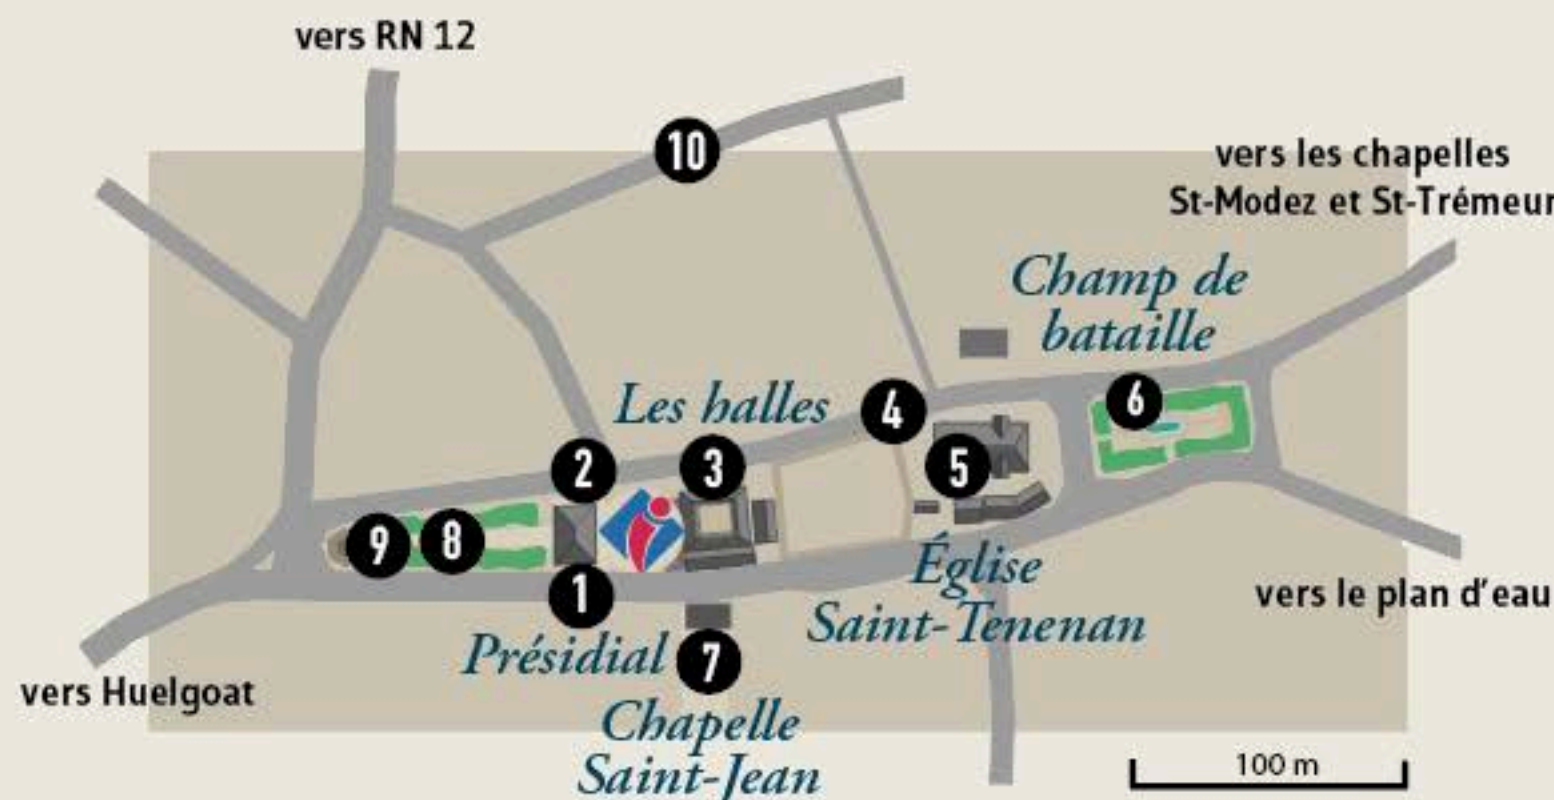 vers RN 12
10
vers les chapelles
St-Modez et St-Trémeur
Champ de
bataille
6
Les halles
4
2
3
5
9
8
1
Église
Saint-Tenenan
vers le plan d'eau
Présidial
7
vers Huelgoat
Chapelle
Saint-Jean
100 m